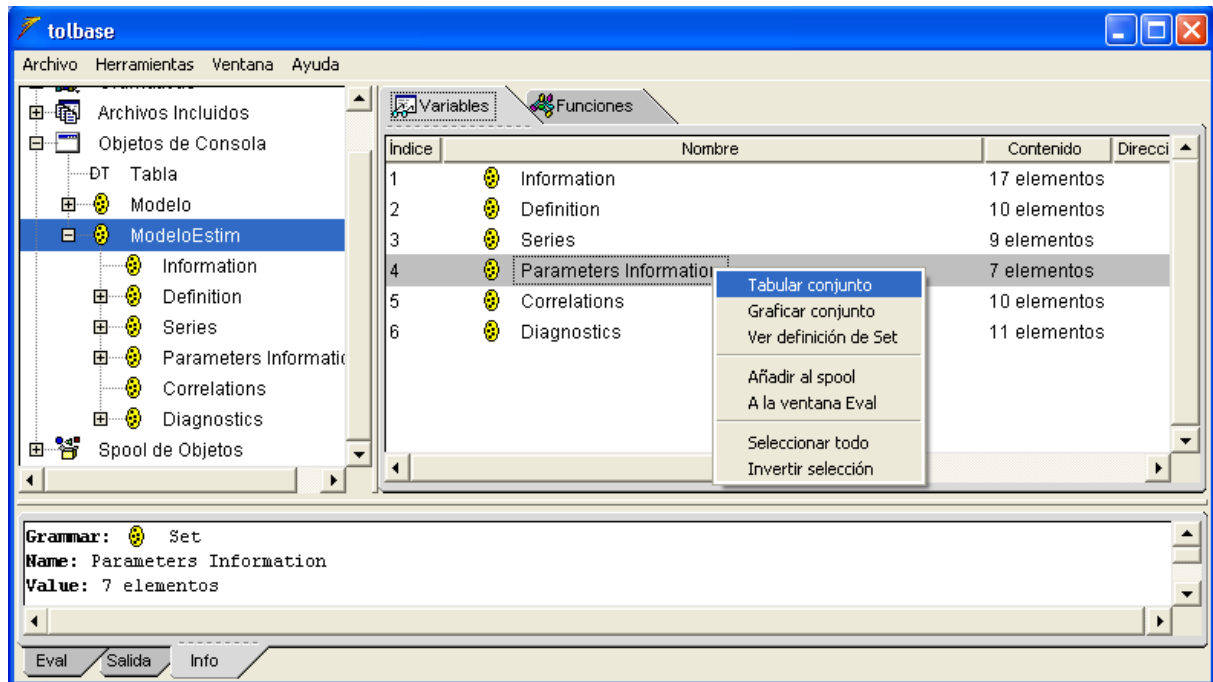 tolbase
Archivo Herramientas Ventana Ayuda
Archivos Incluidos
Objetos de Consola
ĐT Tabla
Modelo
ModeloEstim
Information
Definition
Series
Parameters Informatic
Correlations
Diagnostics
Spool de Objetos
Variables Funciones
Índice Nombre Contenido Direcci
1 Information 17 elementos
2 Definition 10 elementos
3 Series 9 elementos
4 Parameters Information 7 elementos
5 Correlations 10 elementos
6 Diagnostics 11 elementos
Tabular conjunto
Graficar conjunto
Ver definición de Set
Añadir al spool
A la ventana Eval
Seleccionar todo
Invertir selección
Grammar: Set
Name: Parameters Information
Value: 7 elementos
Eval Salida Info